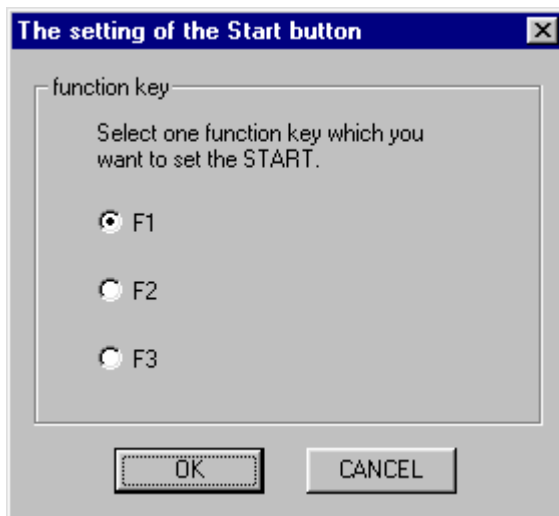 The setting of the Start button
function key
Select one function key which you
want to set the START.
F1
F2
F3
OK
CANCEL